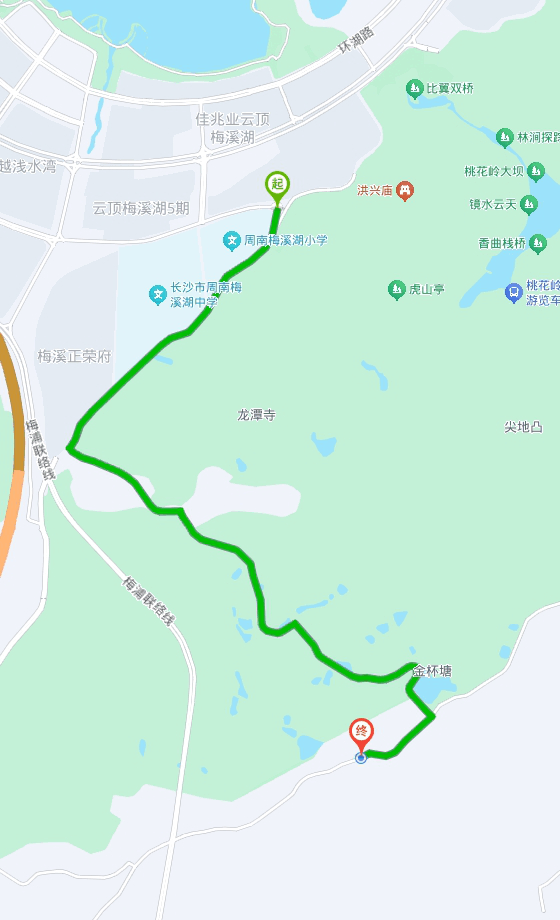 环湖路
比翼双桥
佳兆业云顶
梅溪湖
林涧探路
桃花岭大坝
越浅水湾
起
洪兴庙
镜水云天
云顶梅溪湖5期
周南梅溪湖小学
香曲栈桥
长沙市周南梅
溪湖中学
虎山亭
桃花岭
游览车
梅溪正荣府
龙潭寺
尖地凸
梅浦联络线
梅浦联络线
金杯塘
终